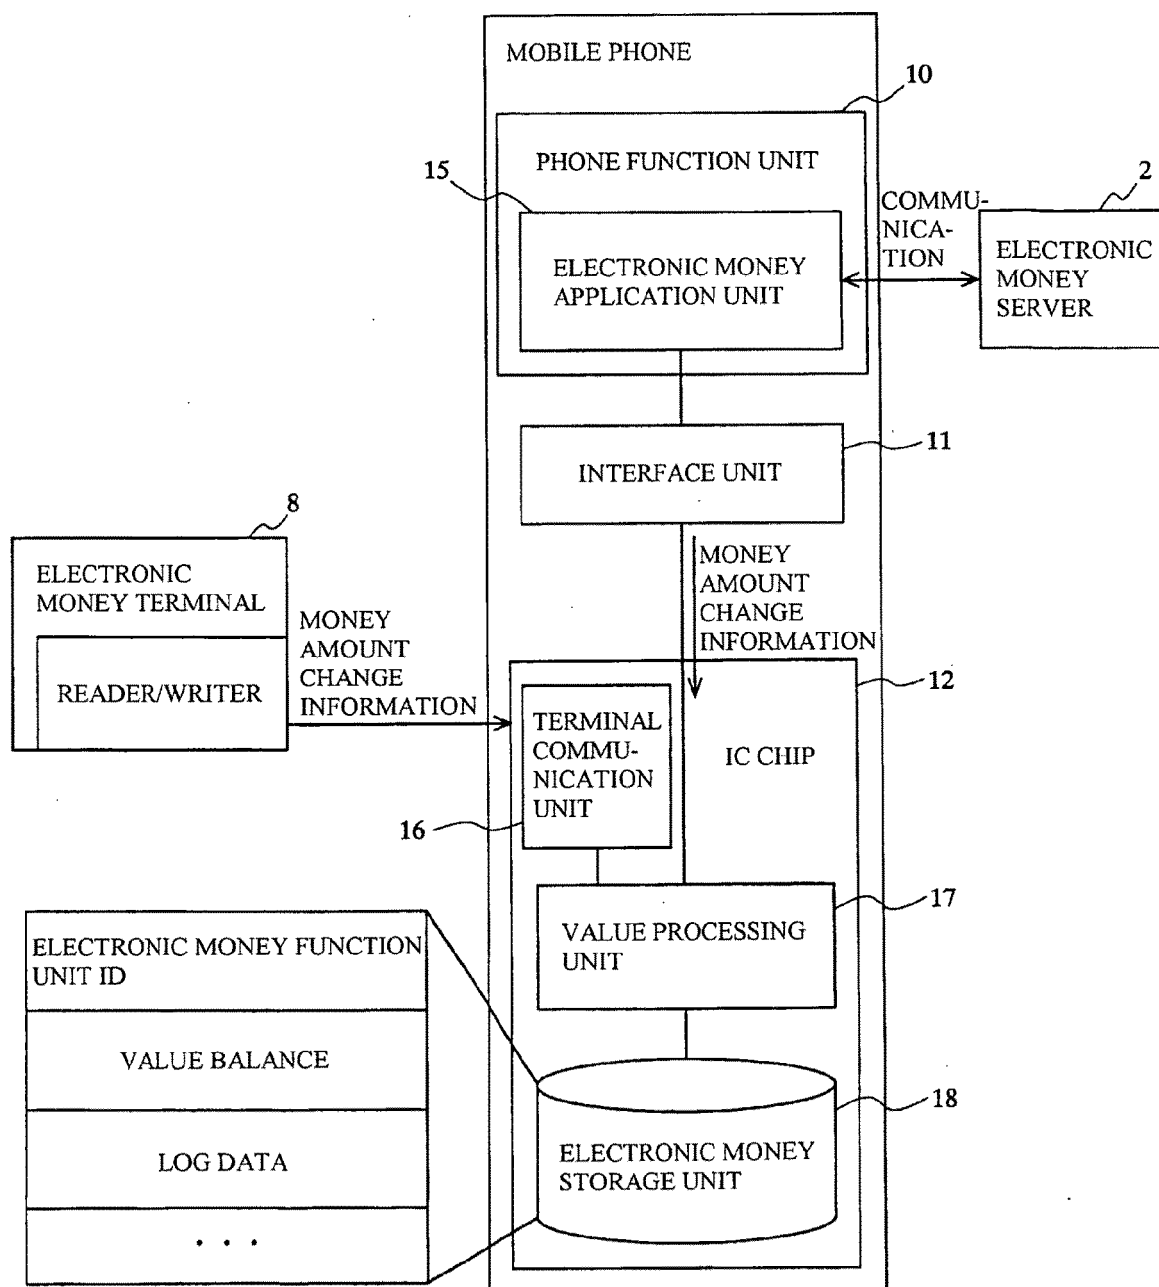 MOBILE PHONE
10
PHONE FUNCTION UNIT
15
ELECTRONIC MONEY
APPLICATION UNIT
COMMU-
NICA-
TION
2
ELECTRONIC
MONEY
SERVER
11
INTERFACE UNIT
8
ELECTRONIC
MONEY TERMINAL
READER/WRITER
MONEY
AMOUNT
CHANGE
INFORMATION
MONEY
AMOUNT
CHANGE
INFORMATION
12
TERMINAL
COMMU-
NICATION
UNIT
IC CHIP
16
17
VALUE PROCESSING
UNIT
ELECTRONIC MONEY FUNCTION
UNIT ID
VALUE BALANCE
LOG DATA
· · ·
18
ELECTRONIC MONEY
STORAGE UNIT